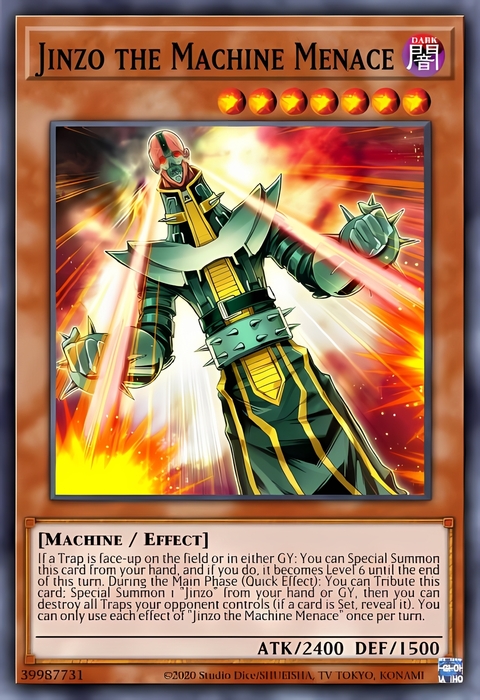 JINZO THE MACHINE MENACE
DARK
闇
[MACHINE / EFFECT]
If a Trap is face-up on the field or in either GY: You can Special Summon
this card from your hand, and if you do, it becomes Level 6 until the end
of this turn. During the Main Phase (Quick Effect): You can Tribute this
card; Special Summon 1 "Jinzo" from your hand or GY, then you can
destroy all Traps your opponent controls (if a card is Set, reveal it). You
can only use each effect of "Jinzo the Machine Menace" once per turn.
ATK/2400 DEF/1500
39987731
©2020 Studio Dice/SHUEISHA, TV TOKYO, KONAMI